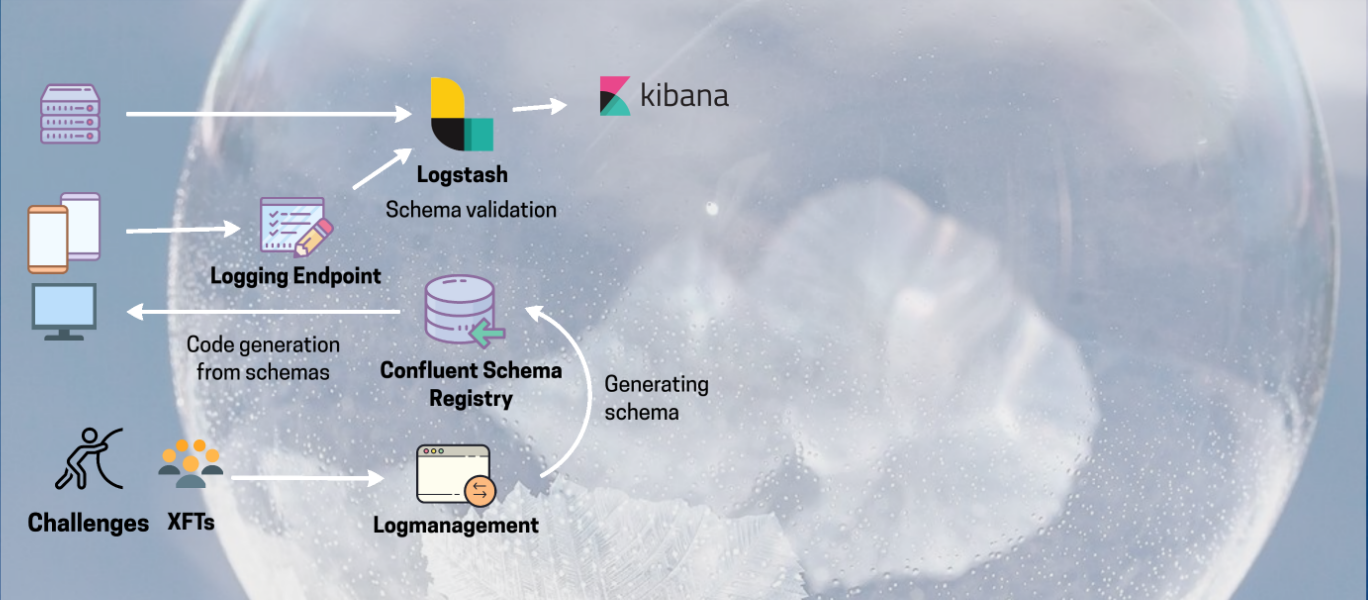 kibana
Logstash
Schema validation
Logging Endpoint
Code generation
from schemas
Confluent Schema
Registry
Generating
schema
Challenges
XFTs
Logmanagement